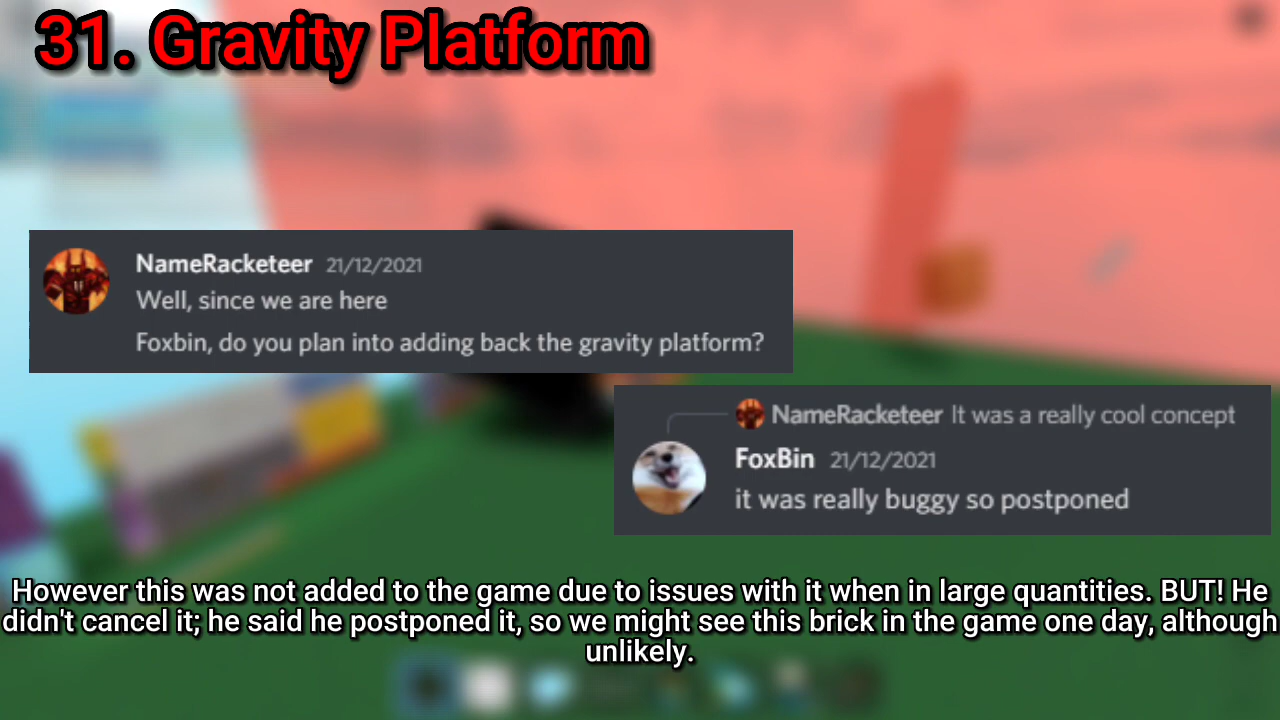 31. Gravity Platform
NameRacketeer 21/12/2021
Well, since we are here
Foxbin, do you plan into adding back the gravity platform?
NameRacketeer It was a really cool concept
FoxBin 21/12/2021
it was really buggy so postponed
However this was not added to the game due to issues with it when in large quantities. BUT! He
didn't cancel it; he said he postponed it, so we might see this brick in the game one day, although
unlikely.